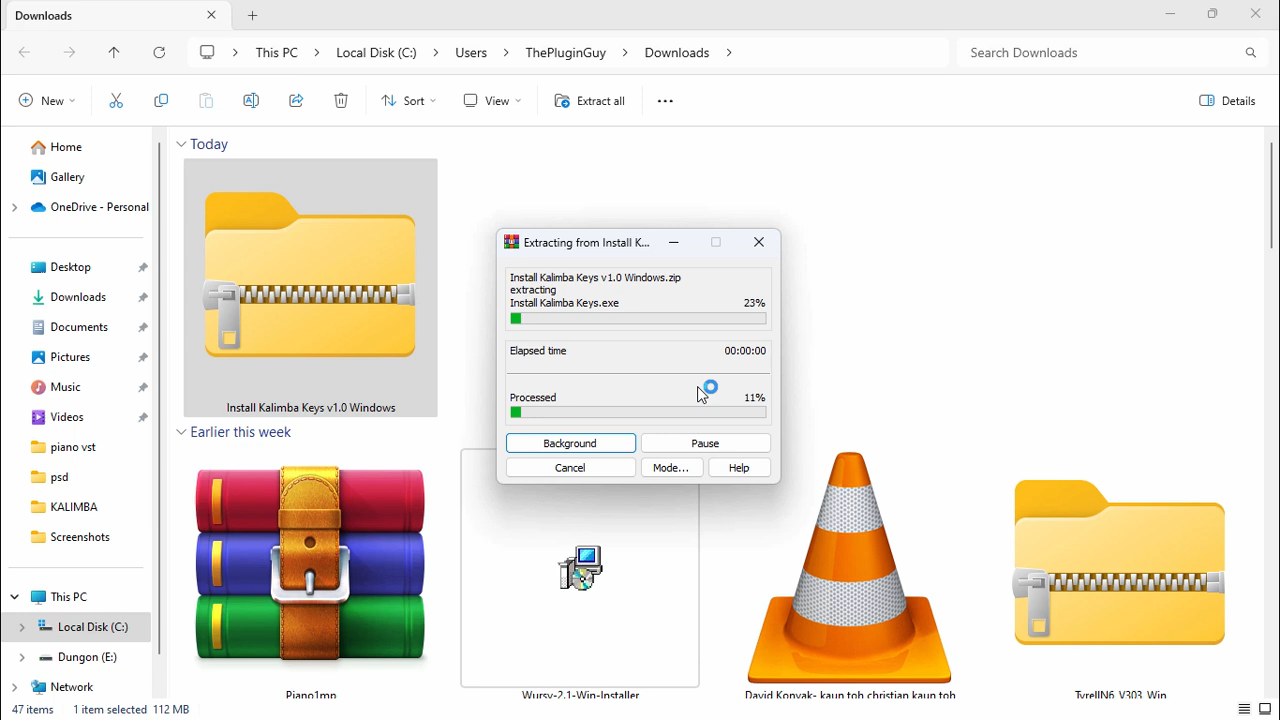 Downloads
This PC > Local Disk (C:) > Users > ThePluginGuy > Downloads >
Search Downloads
New
Sort
View
Extract all
Details
Home
Gallery
OneDrive - Personal
Desktop
Downloads
Documents
Pictures
Music
Videos
piano vst
psd
KALIMBA
Screenshots
This PC
Local Disk (C:)
Dungon (E:)
Network
Today
Install Kalimba Keys v1.0 Windows
Earlier this week
Piano1mp
Wursy-2.1-Win-Installer
David Konyak- kaun toh christian kaun toh
TyrellN6_V303_Win
Extracting from Install K...
Install Kalimba Keys v1.0 Windows.zip
extracting
Install Kalimba Keys.exe 23%
Elapsed time 00:00:00
Processed 11%
Background Pause
Cancel Mode... Help
47 items 1 item selected 112 MB